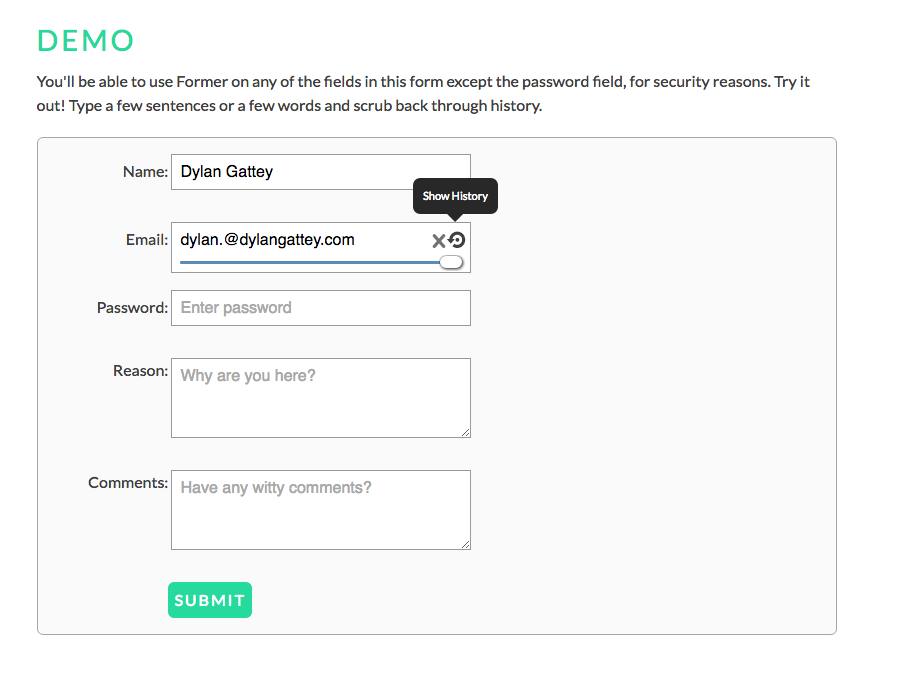 DEMO
You'll be able to use Former on any of the fields in this form except the password field, for security reasons. Try it
out! Type a few sentences or a few words and scrub back through history.
Name: Dylan Gattey
Show History
Email: dylan.@dylangattey.com
Password: Enter password
Reason: Why are you here?
Comments: Have any witty comments?
SUBMIT